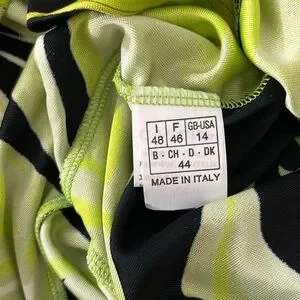 I F GB-USA
48 46 14
B - CH - D - DK
44
MADE IN ITALY